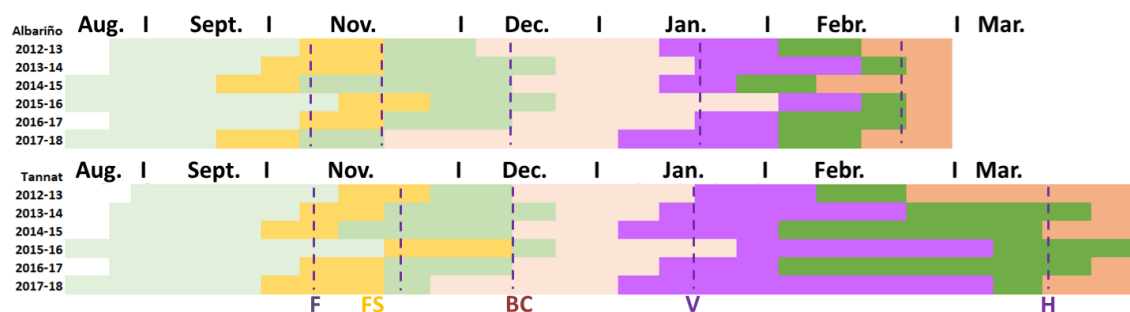 Aug. I Sept. I Nov. I Dec. I Jan. I Febr. I Mar.
Albariño
2012-13
2013-14
2014-15
2015-16
2016-17
2017-18
Aug. I Sept. I Nov. I Dec. I Jan. I Febr. I Mar.
Tannat
2012-13
2013-14
2014-15
2015-16
2016-17
2017-18
F FS BC V H